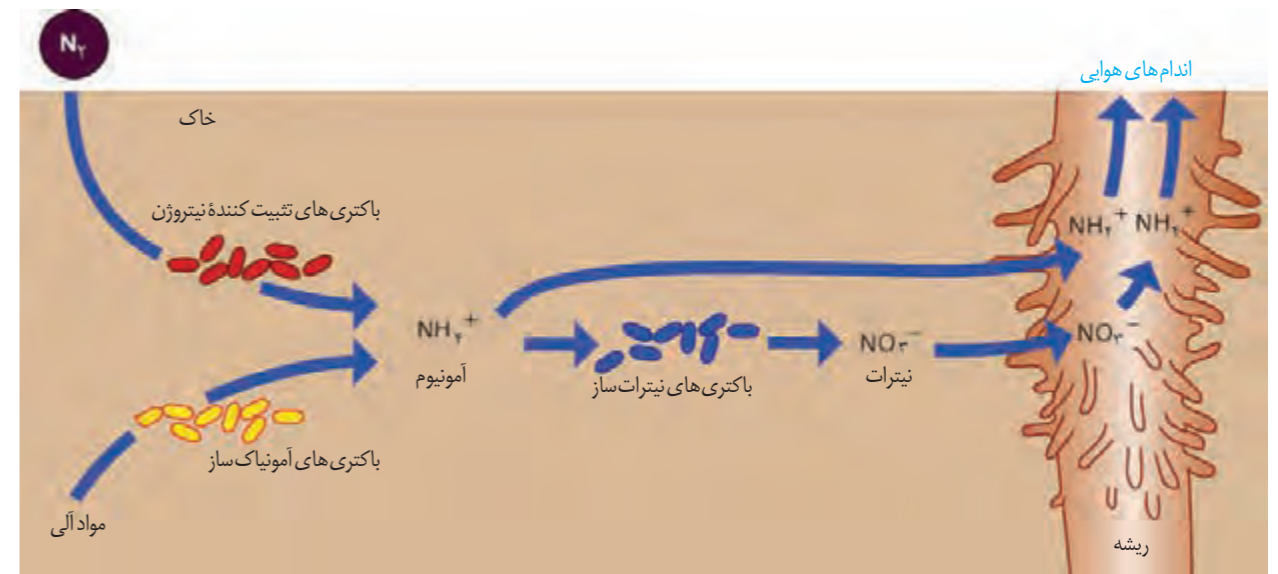 N۲
اندام‌های هوایی
خاک
باکتری‌های تثبیت کنندهٔ نیتروژن
NH۴+ NH۴+
NH۴+
آمونیوم
باکتری‌های نیترات‌ساز
NO۳−
نیترات
NO۳−
باکتری‌های آمونیاک‌ساز
مواد آلی
ریشه